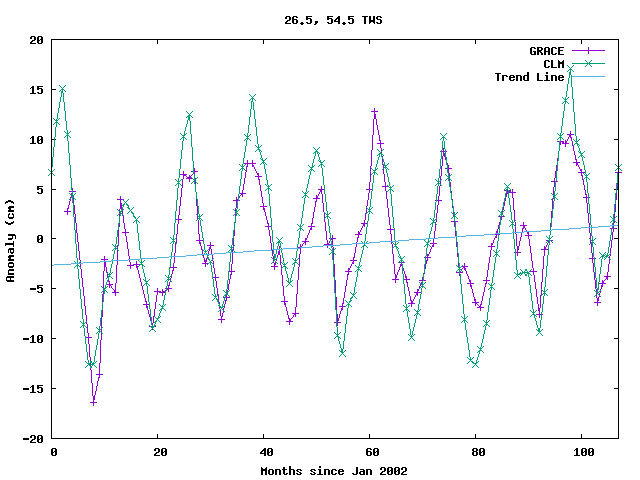 26.5, 54.5 TWS
GRACE
CLM
Trend Line
20
15
10
5
0
-5
-10
-15
-20
Anomaly (cm)
0 20 40 60 80 100
Months since Jan 2002